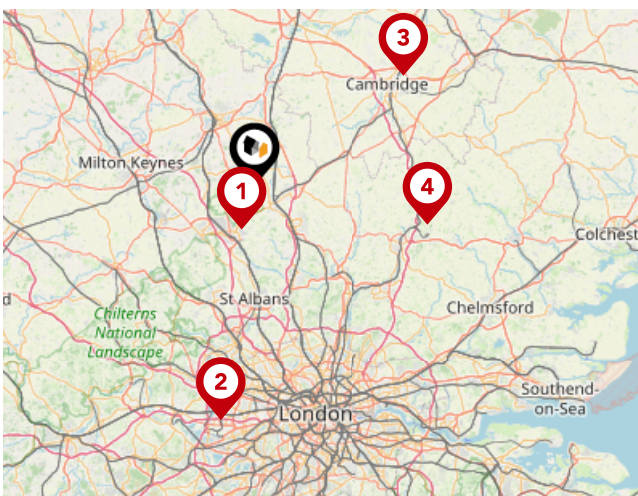 3
Cambridge
Milton Keynes
1
4
Colchest
d
St Albans
Chilterns
National
Landscape
Chelmsford
2
Southend-
on-Sea
London